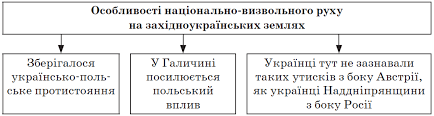 Особливості національно-визвольного руху
на західноукраїнських землях
Зберігалося
українсько-поль-
ське протистояння
У Галичині
посилюється
польський
вплив
Українці тут не зазнавали
таких утисків з боку Австрії,
як українці Наддніпрянщини
з боку Росії